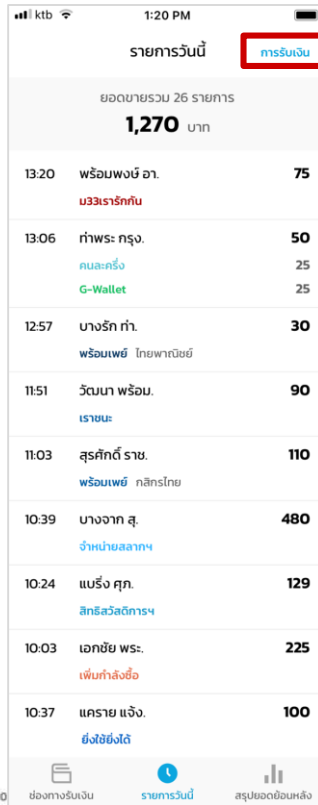 ktb 1:20 PM
รายการวันนี้ การรับเงิน
ยอดขายรวม 26 รายการ
1,270 บาท
13:20 พร้อมพงษ์ อา. 75
ม33เรารักกัน
13:06 ท่าพระ กรุง. 50
คนละครึ่ง 25
G-Wallet 25
12:57 บางรัก ท่า. 30
พร้อมเพย์ ไทยพาณิชย์
11:51 วัฒนา พร้อม. 90
เราชนะ
11:03 สุรศักดิ์ ราช. 110
พร้อมเพย์ กสิกรไทย
10:39 บางจาก สุ. 480
จำหน่ายสลากฯ
10:24 แบริ่ง ศุภ. 129
สิทธิสวัสดิการฯ
10:03 เอกชัย พระ. 225
เพิ่มกำลังซื้อ
10:37 แคราย แจ้ง. 100
ยิ่งใช้ยิ่งได้
ช่องทางรับเงิน รายการวันนี้ สรุปยอดย้อนหลัง